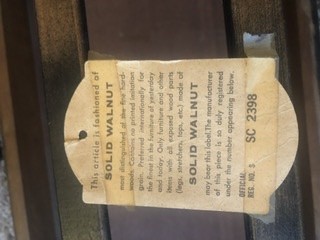 This article is fashioned of
SOLID WALNUT
most distinguished of the fine hard-
woods. Contains no printed imitation
grain. Preferred internationally for
the finest in the furniture of yesterday
and today. Only furniture and other
items with all exposed wood parts
(legs, stretchers, tops, etc.) made of
SOLID WALNUT
may bear this label. The manufacturer
of this piece is so duly registered
under the number appearing below.
OFFICIAL
REG. NO. S
SC 2398